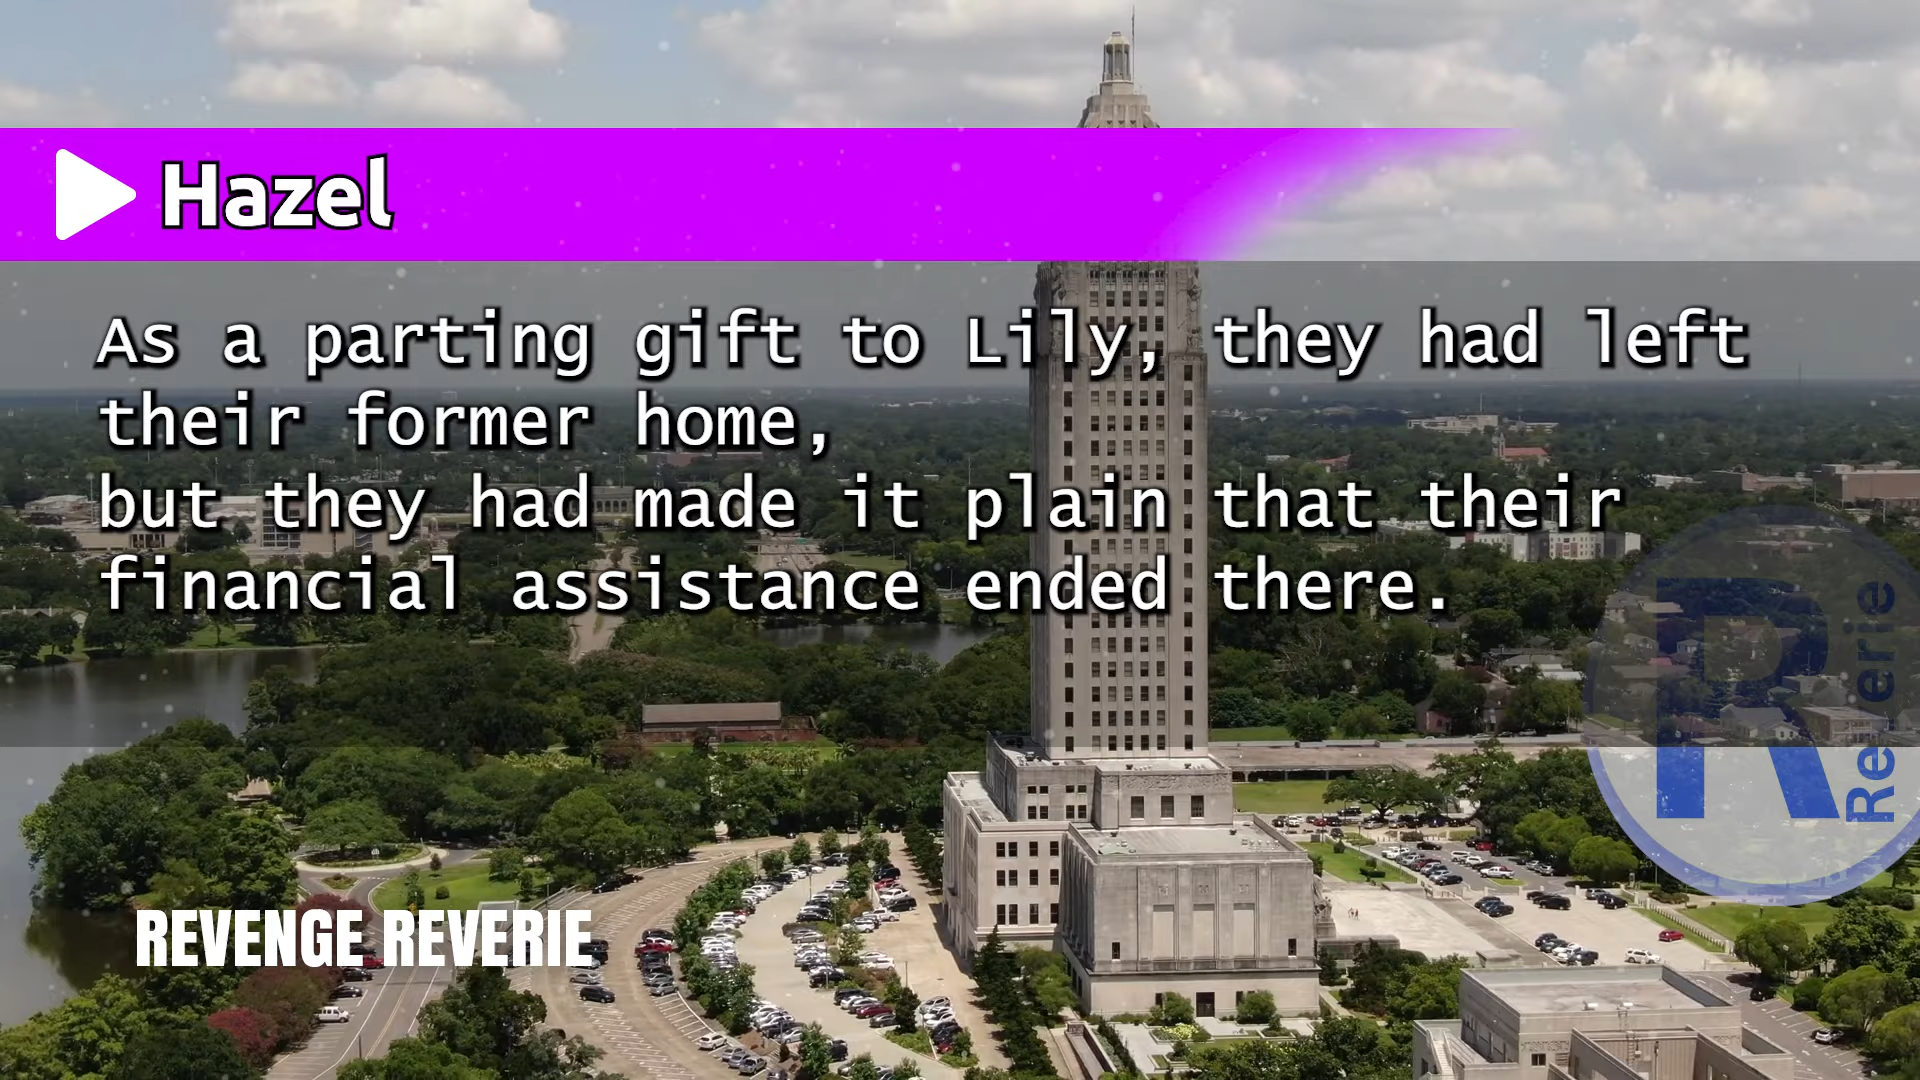 Hazel
As a parting gift to Lily, they had left
their former home,
but they had made it plain that their
financial assistance ended there.
REVENGE REVERIE
R
Reverie